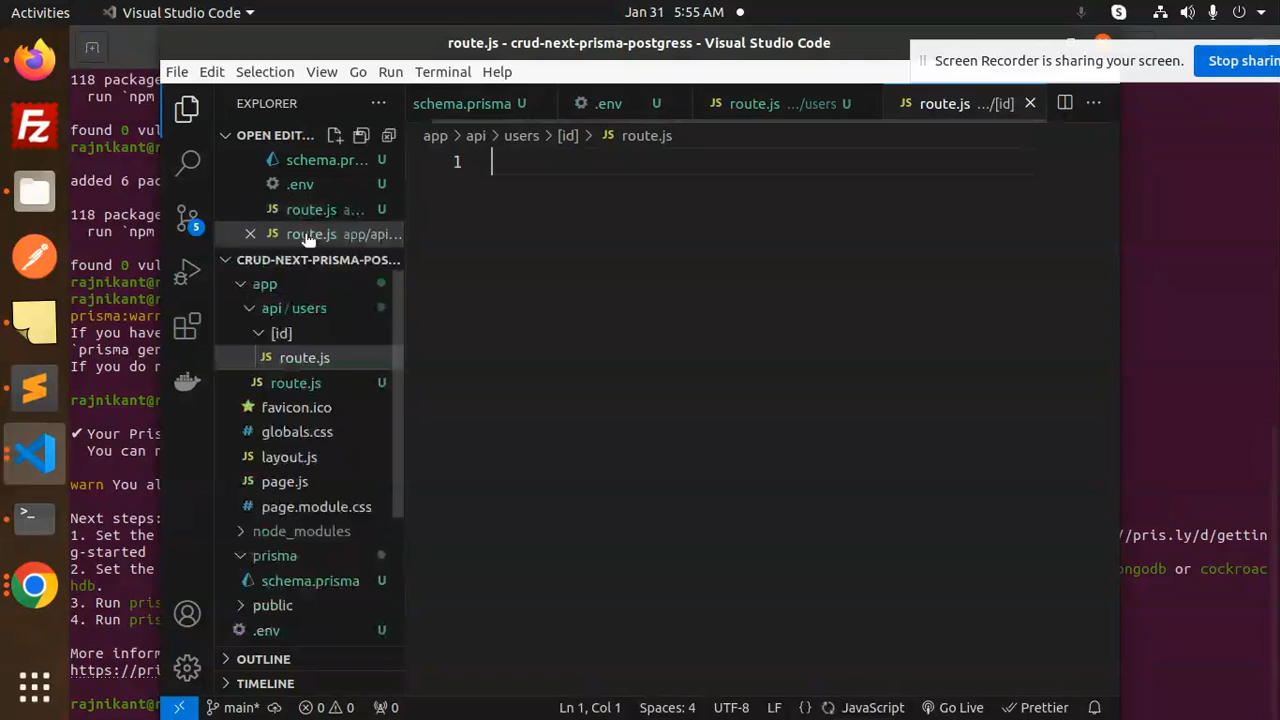 Activities
Visual Studio Code
Jan 31 5:55 AM
route.js - crud-next-prisma-postgress - Visual Studio Code
Screen Recorder is sharing your screen.
Stop sharin
File Edit Selection View Go Run Terminal Help
EXPLORER
schema.prisma U
.env U
route.js .../users U
route.js .../[id]
OPEN EDIT...
app > api > users > [id] > JS route.js
1
schema.pr... U
.env U
JS route.js a... U
JS route.js app/api...
CRUD-NEXT-PRISMA-POS...
app
api / users
[id]
JS route.js
JS route.js U
favicon.ico
# globals.css
JS layout.js
JS page.js
# page.module.css
node_modules
prisma
schema.prisma U
public
.env U
OUTLINE
TIMELINE
main* 0 0 0
Ln 1, Col 1 Spaces: 4 UTF-8 LF {} JavaScript Go Live Prettier
5
118 package
run `npm
found 0 vul
rajnikant@
added 6 pac
118 package
run `npm
found 0 vul
rajnikant@r
rajnikant@r
prisma:warn
If you have
`prisma gen
If you do n
rajnikant@r
✔ Your Pris
You can n
warn You al
Next steps:
1. Set the
g-started
2. Set the
hdb.
3. Run pris
4. Run pris
More inform
https://pri
rajnikant@r
//pris.ly/d/gettin
ongodb or cockroac